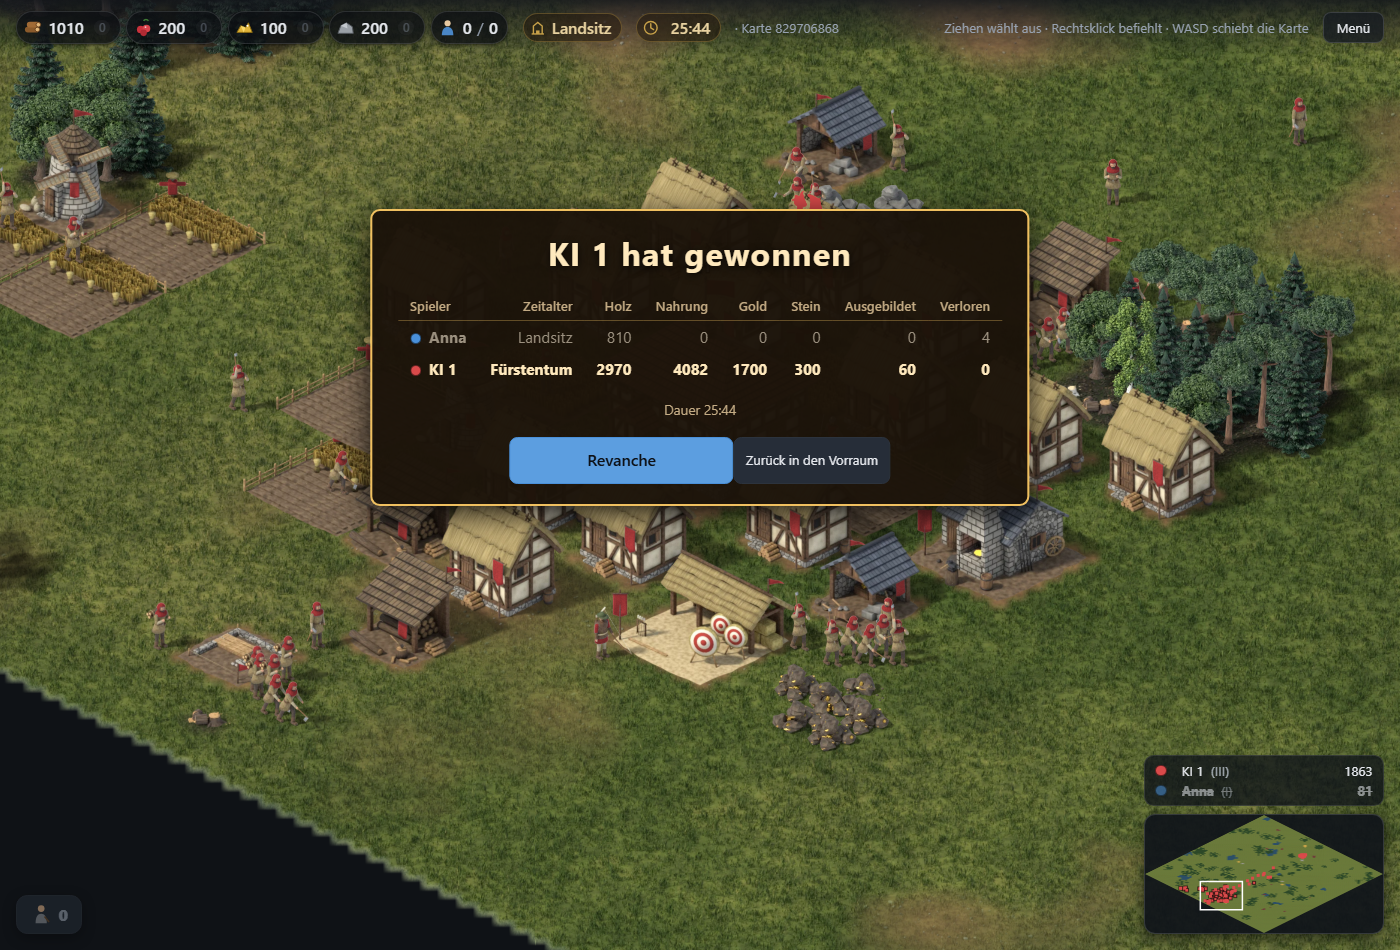 1010 0 200 0 100 0 200 0 0 / 0 Landsitz 25:44 · Karte 829706868 Ziehen wählt aus · Rechtsklick befiehlt · WASD schiebt die Karte Menü
KI 1 hat gewonnen
Spieler Zeitalter Holz Nahrung Gold Stein Ausgebildet Verloren
Anna Landsitz 810 0 0 0 0 4
KI 1 Fürstentum 2970 4082 1700 300 60 0
Dauer 25:44
Revanche Zurück in den Vorraum
KI 1 (III) 1863
Anna (I) 81
0